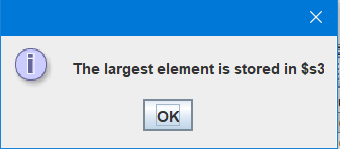 The largest element is stored in $s3
OK